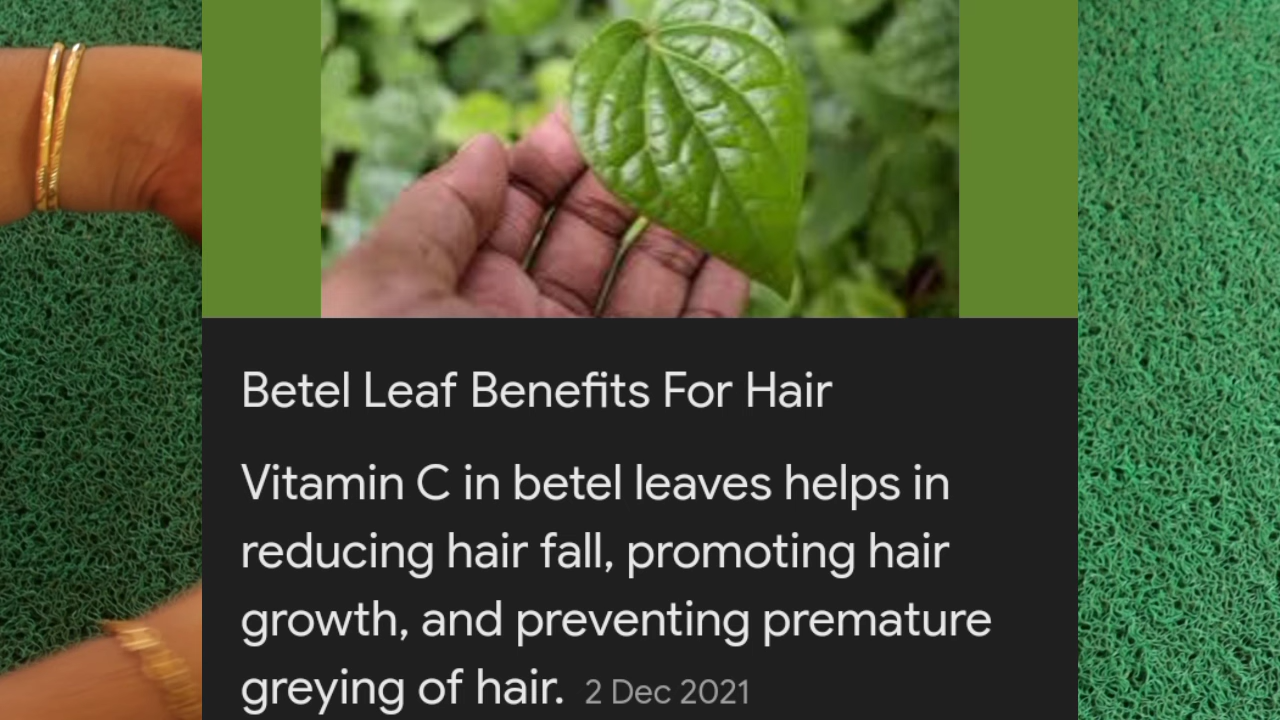 Betel Leaf Benefits For Hair
Vitamin C in betel leaves helps in
reducing hair fall, promoting hair
growth, and preventing premature
greying of hair. 2 Dec 2021